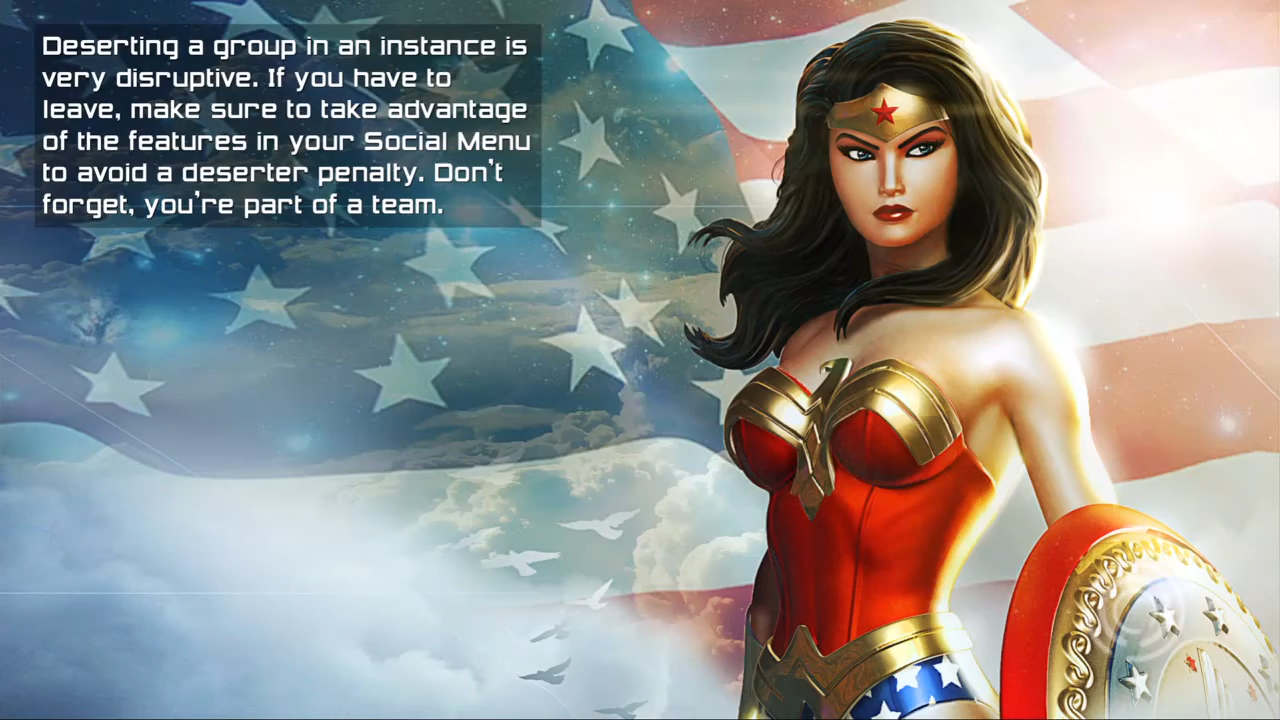 Deserting a group in an instance is
very disruptive. If you have to
leave, make sure to take advantage
of the features in your Social Menu
to avoid a deserter penalty. Don't
forget, you're part of a team.